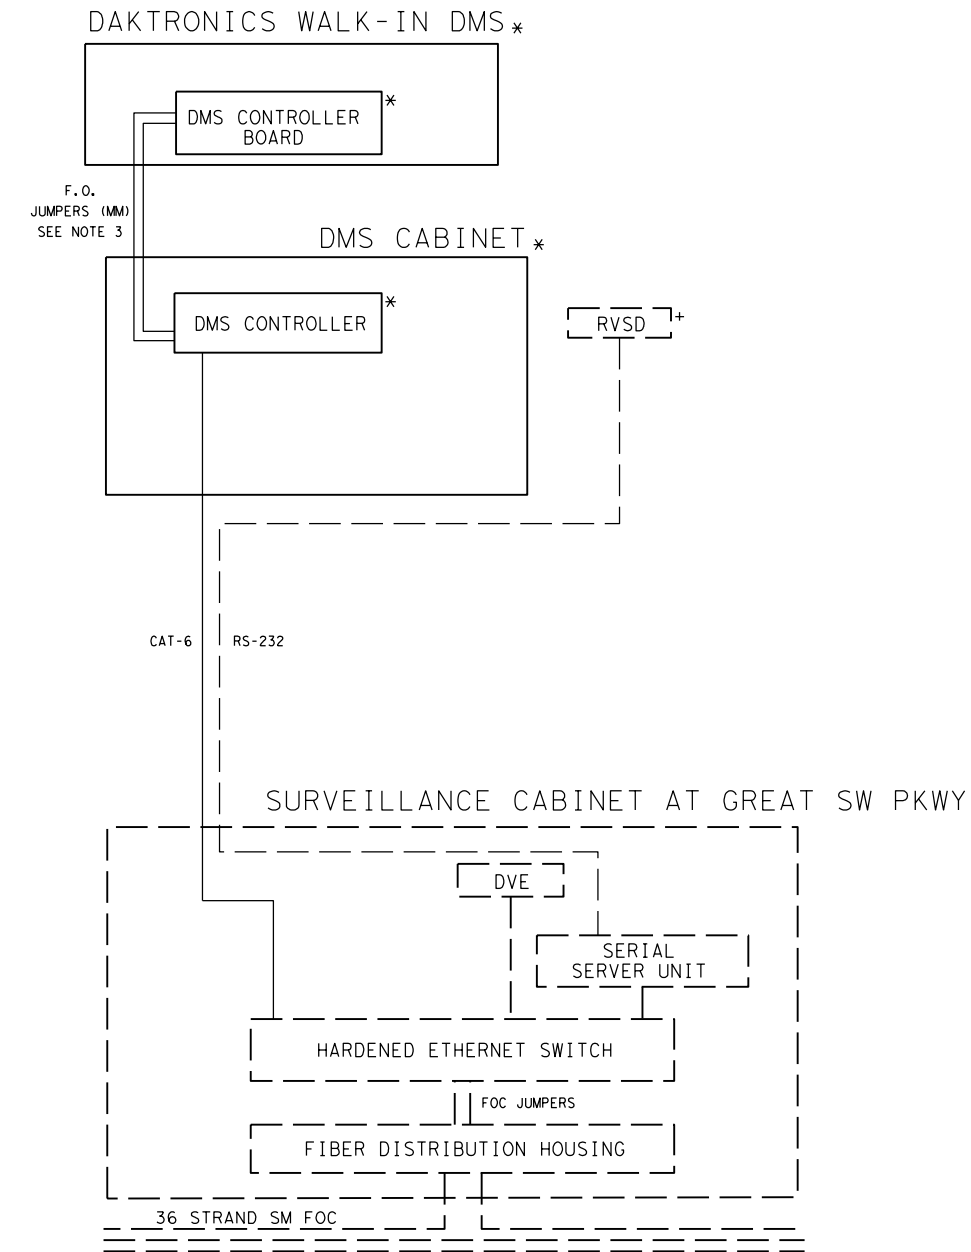 DAKTRONICS WALK-IN DMS*
DMS CONTROLLER *
BOARD
F.O.
JUMPERS (MM)
SEE NOTE 3
DMS CABINET*
DMS CONTROLLER *
RVSD +
CAT-6
RS-232
SURVEILLANCE CABINET AT GREAT SW PKWY
DVE
SERIAL
SERVER UNIT
HARDENED ETHERNET SWITCH
FOC JUMPERS
FIBER DISTRIBUTION HOUSING
36 STRAND SM FOC